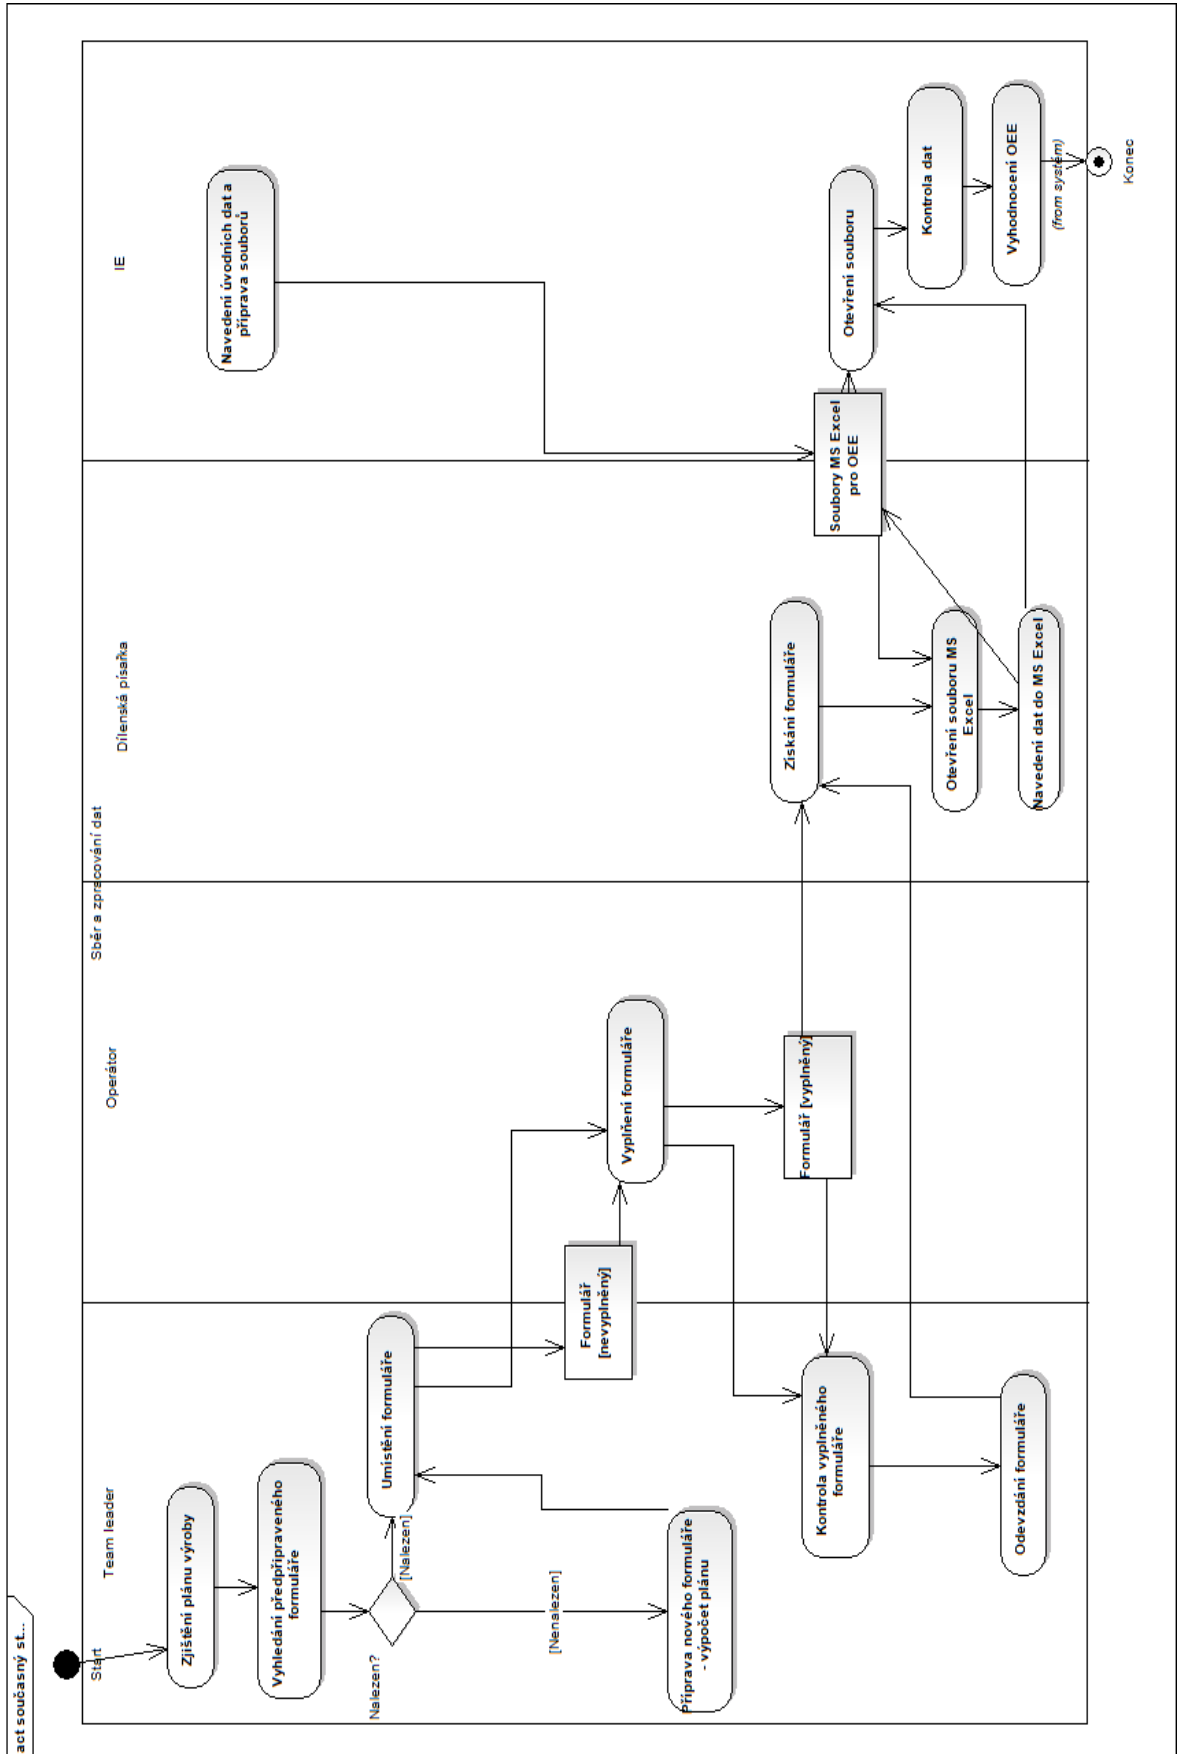 act současný st...
Sběr a zpracování dat
Team leader
Operátor
Dílenská písařka
IE
Start
Zjištění plánu výroby
Vyhledání předpřipraveného
formuláře
Nalezen?
[Nalezen]
[Nenalezen]
Umístění formuláře
Příprava nového formuláře
- výpočet plánu
Formulář
[nevyplněný]
Vyplňení formuláře
Formulář [vyplněný]
Kontrola vyplněného
formuláře
Odevzdání formuláře
Získání formuláře
Otevření souboru MS
Excel
Navedení dat do MS Excel
Navedení úvodních dat a
příprava souborů
Soubory MS Excel
pro OEE
Otevření souboru
Kontrola dat
Vyhodnocení OEE
(from systém)
Konec